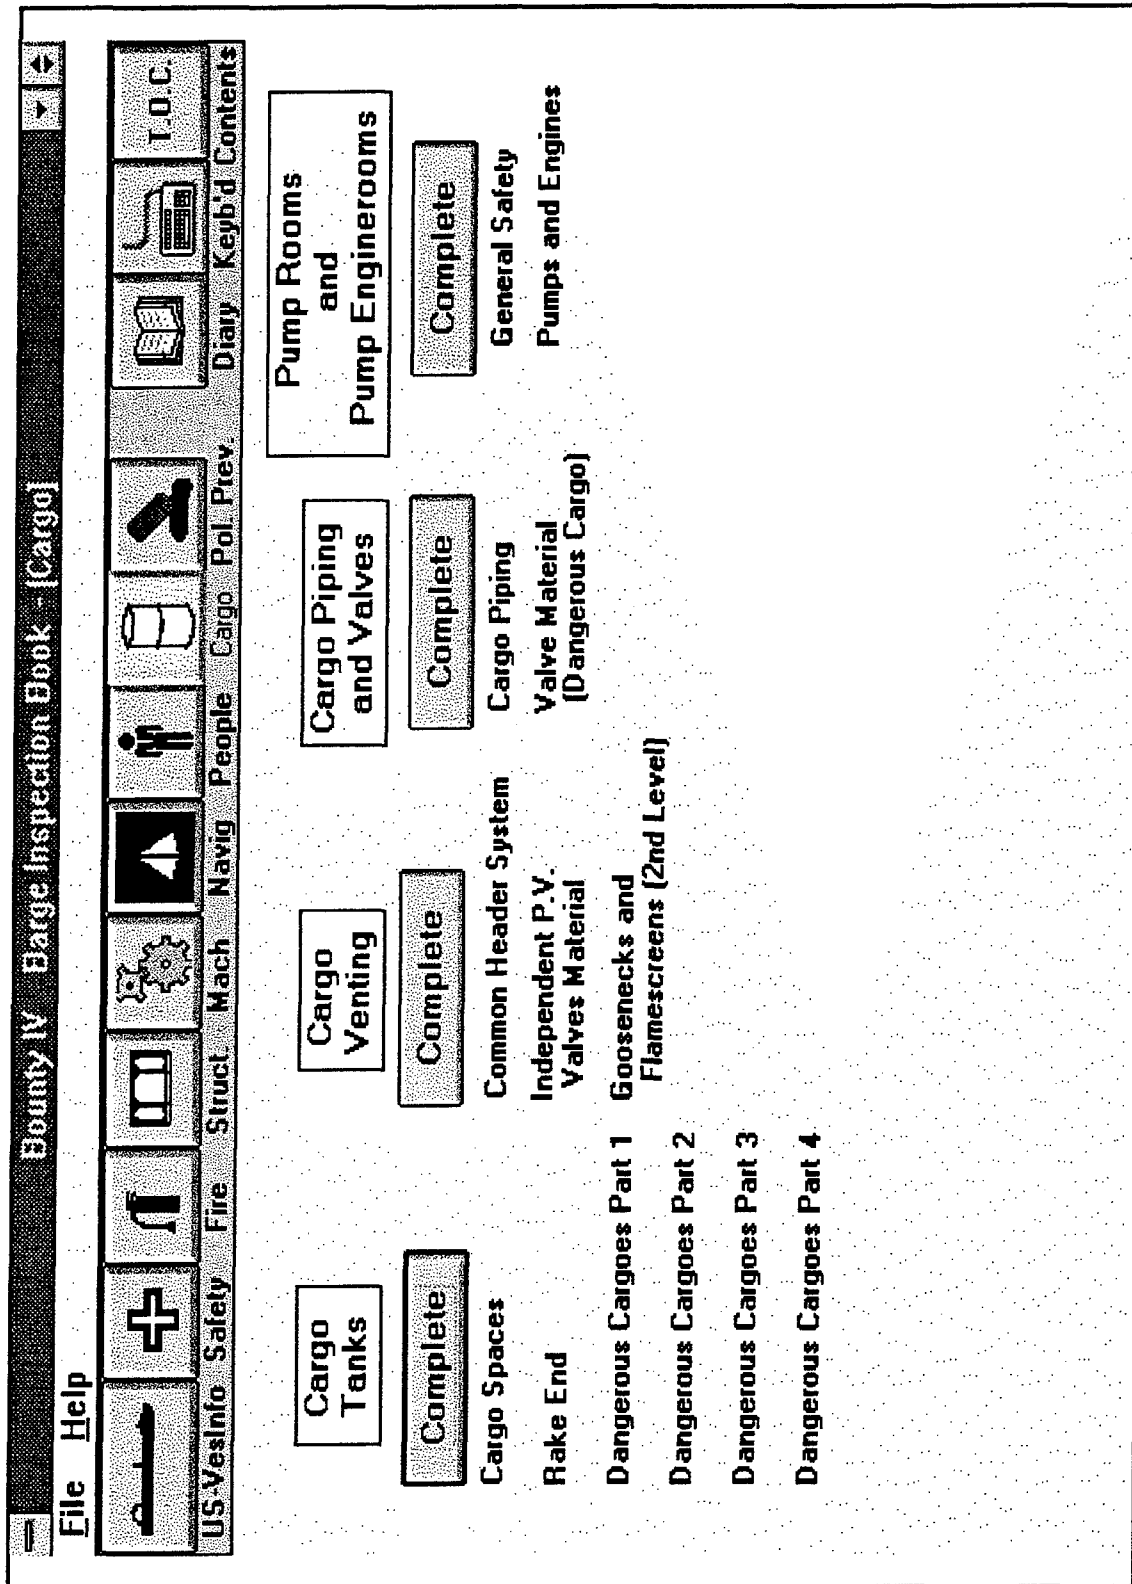 Bounty IV Barge Inspection Book - [Cargo]
File Help
T.O.C.
US-VesInfo Safety Fire Struct Mach Navig People Cargo Pol. Prev. Diary Keyb'd Contents
Cargo
Tanks
Complete
Cargo Spaces
Rake End
Dangerous Cargoes Part 1
Dangerous Cargoes Part 2
Dangerous Cargoes Part 3
Dangerous Cargoes Part 4
Cargo
Venting
Complete
Common Header System
Independent P.V.
Valves Material
Goosenecks and
Flamescreens (2nd Level)
Cargo Piping
and Valves
Complete
Cargo Piping
Valve Material
(Dangerous Cargo)
Pump Rooms
and
Pump Enginerooms
Complete
General Safety
Pumps and Engines